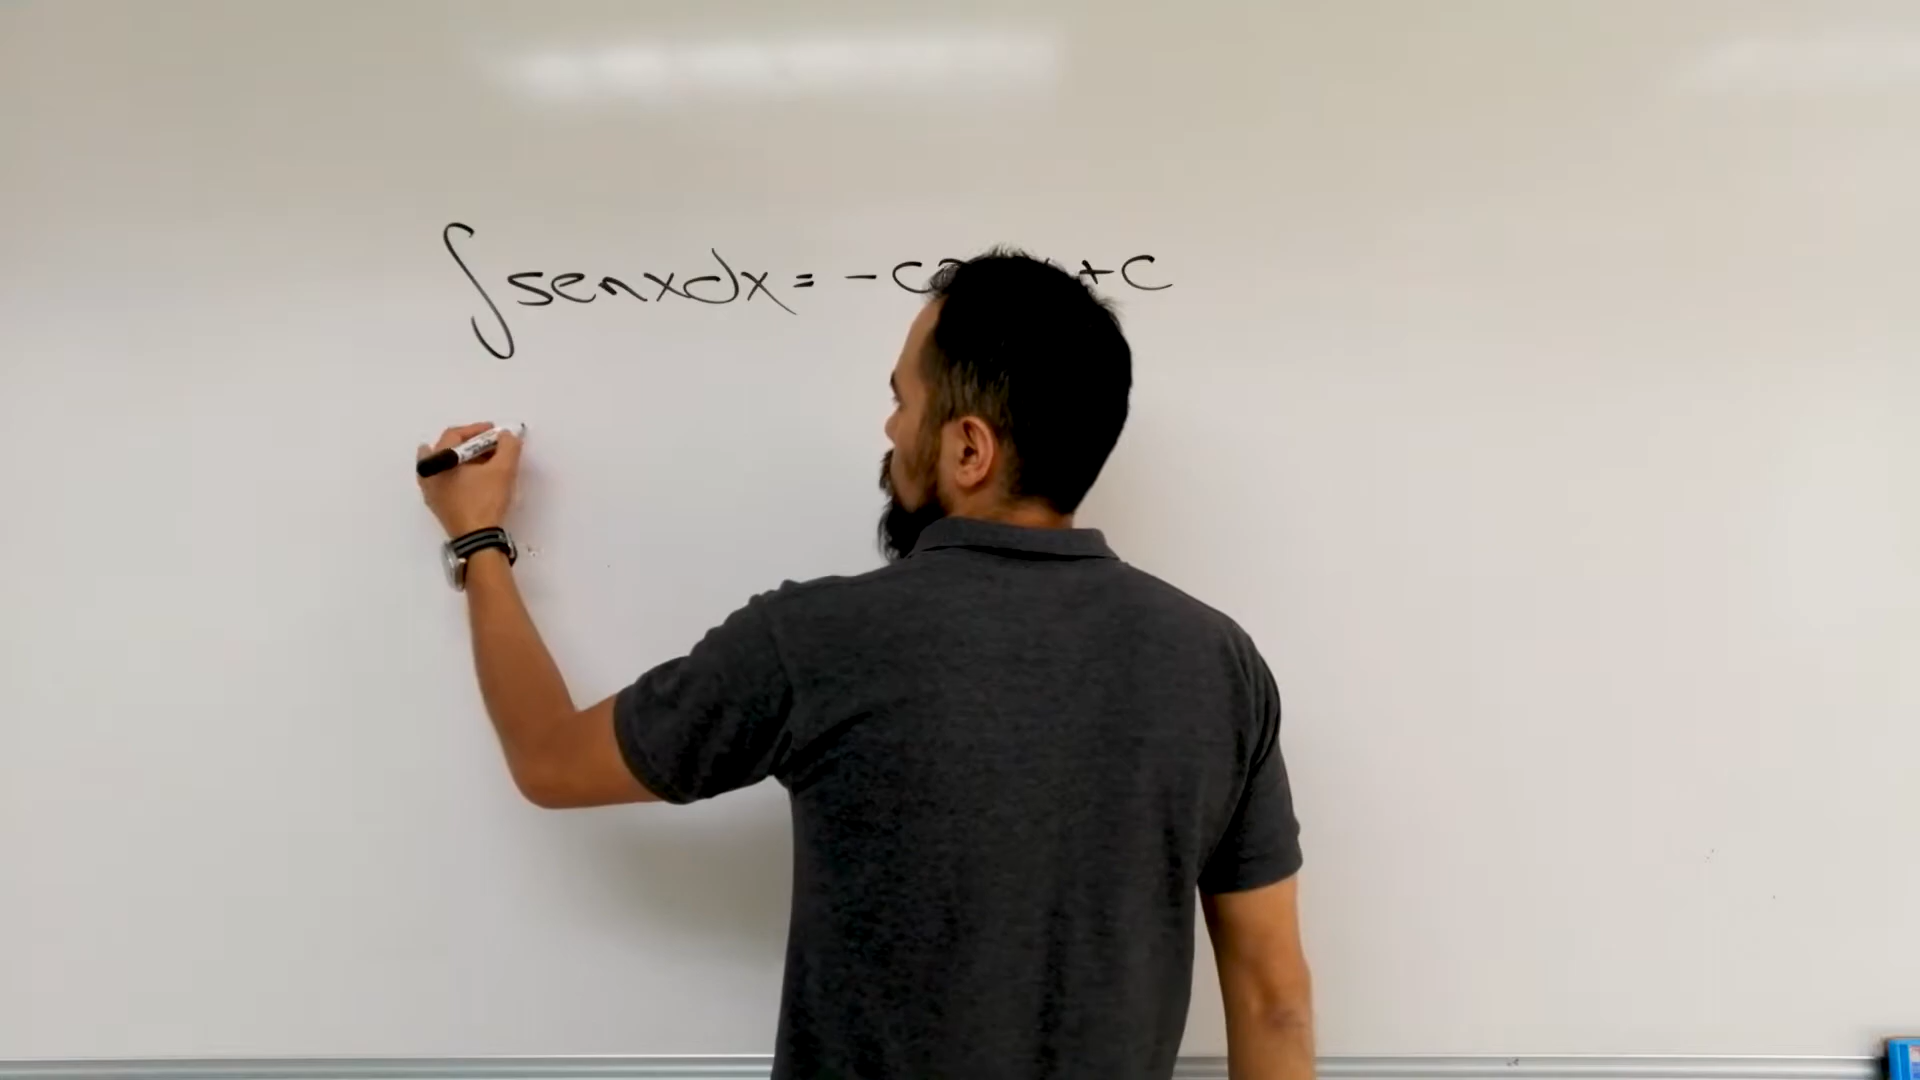 ∫senxdx = -c +c